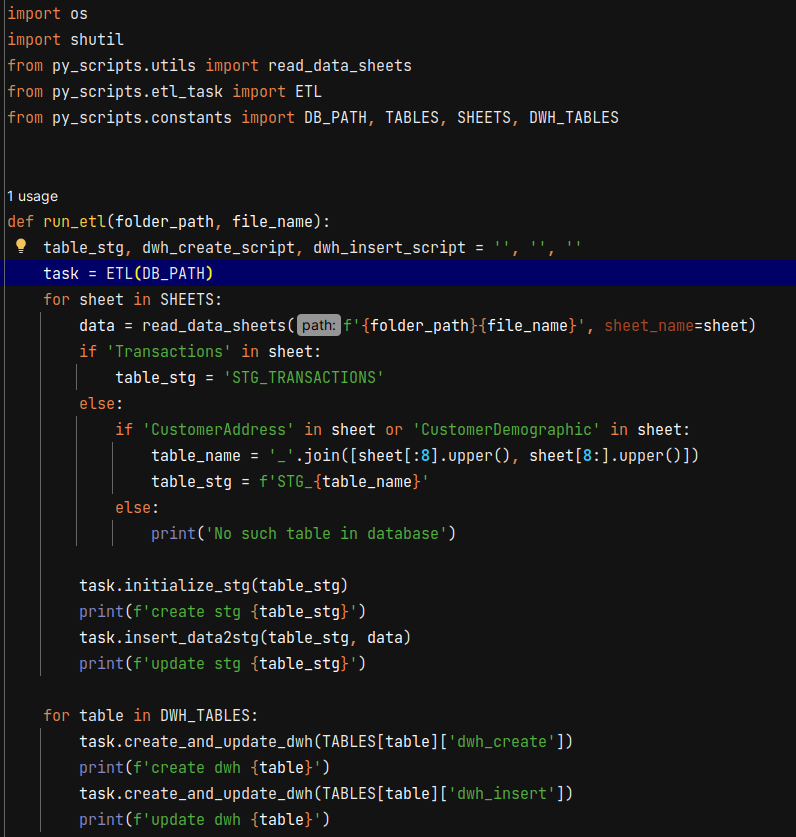 import os
import shutil
from py_scripts.utils import read_data_sheets
from py_scripts.etl_task import ETL
from py_scripts.constants import DB_PATH, TABLES, SHEETS, DWH_TABLES
1 usage
def run_etl(folder_path, file_name):
    table_stg, dwh_create_script, dwh_insert_script = '', '', ''
    task = ETL(DB_PATH)
    for sheet in SHEETS:
        data = read_data_sheets( path: f'{folder_path}{file_name}', sheet_name=sheet)
        if 'Transactions' in sheet:
            table_stg = 'STG_TRANSACTIONS'
        else:
            if 'CustomerAddress' in sheet or 'CustomerDemographic' in sheet:
                table_name = '_'.join([sheet[:8].upper(), sheet[8:].upper()])
                table_stg = f'STG_{table_name}'
            else:
                print('No such table in database')
        task.initialize_stg(table_stg)
        print(f'create stg {table_stg}')
        task.insert_data2stg(table_stg, data)
        print(f'update stg {table_stg}')
    for table in DWH_TABLES:
        task.create_and_update_dwh(TABLES[table]['dwh_create'])
        print(f'create dwh {table}')
        task.create_and_update_dwh(TABLES[table]['dwh_insert'])
        print(f'update dwh {table}')